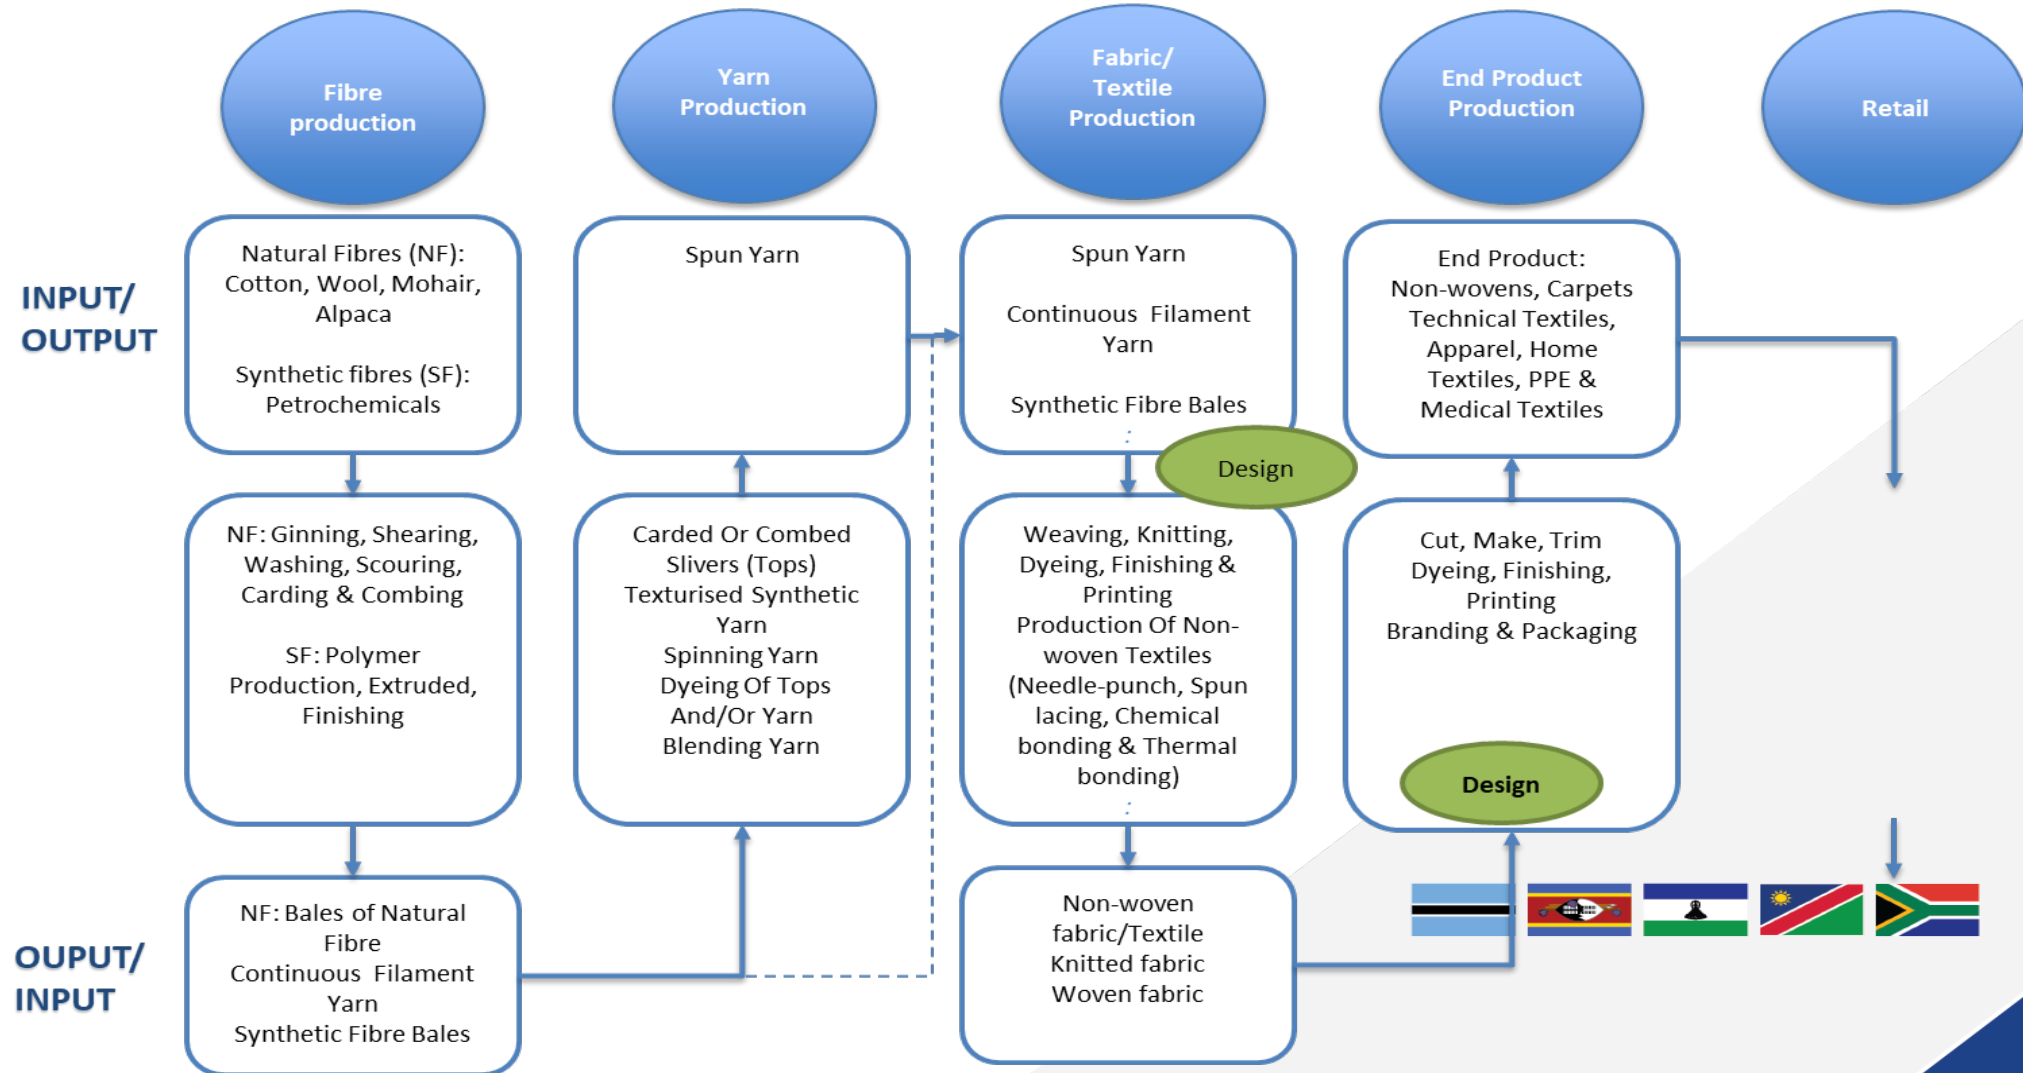 Fibre
production
Yarn
Production
Fabric/
Textile
Production
End Product
Production
Retail
INPUT/
OUTPUT
Natural Fibres (NF):
Cotton, Wool, Mohair,
Alpaca
Synthetic fibres (SF):
Petrochemicals
Spun Yarn
Spun Yarn
Continuous Filament
Yarn
Synthetic Fibre Bales
:
End Product:
Non-wovens, Carpets
Technical Textiles,
Apparel, Home
Textiles, PPE &
Medical Textiles
Design
NF: Ginning, Shearing,
Washing, Scouring,
Carding & Combing
SF: Polymer
Production, Extruded,
Finishing
Carded Or Combed
Slivers (Tops)
Texturised Synthetic
Yarn
Spinning Yarn
Dyeing Of Tops
And/Or Yarn
Blending Yarn
Weaving, Knitting,
Dyeing, Finishing &
Printing
Production Of Non-
woven Textiles
(Needle-punch, Spun
lacing, Chemical
bonding & Thermal
bonding)
:
Cut, Make, Trim
Dyeing, Finishing,
Printing
Branding & Packaging
Design
OUPUT/
INPUT
NF: Bales of Natural
Fibre
Continuous Filament
Yarn
Synthetic Fibre Bales
Non-woven
fabric/Textile
Knitted fabric
Woven fabric